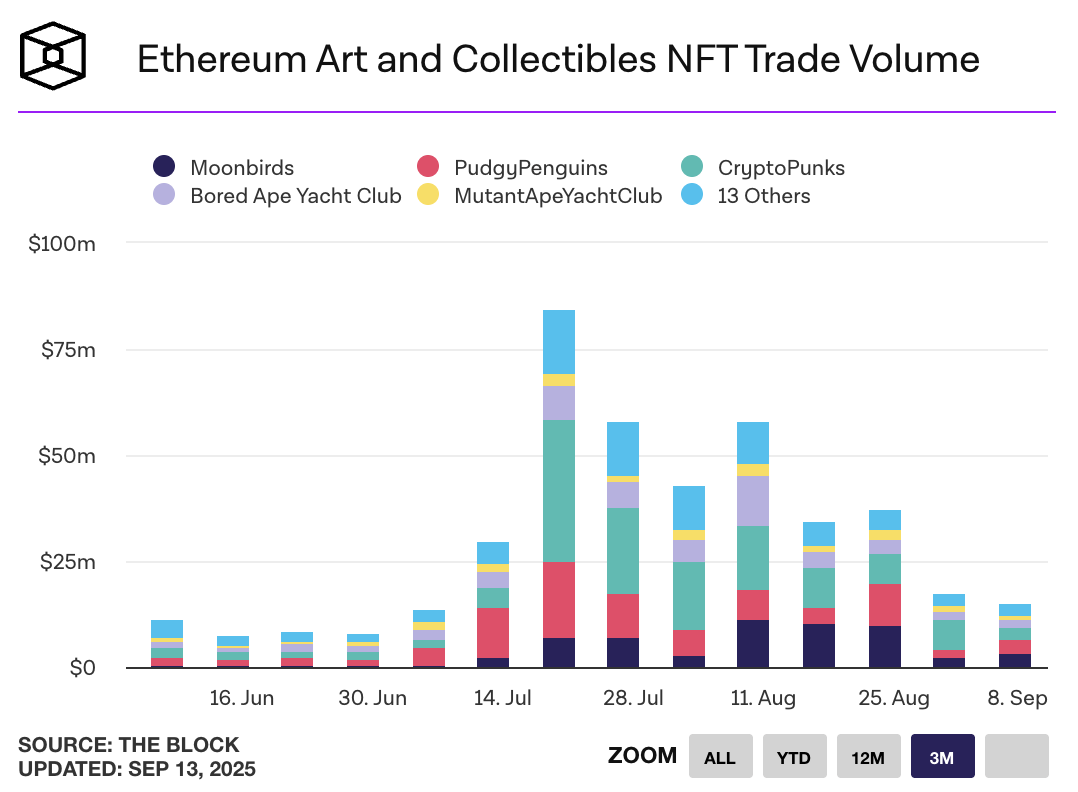 Ethereum Art and Collectibles NFT Trade Volume
Moonbirds PudgyPenguins CryptoPunks
Bored Ape Yacht Club MutantApeYachtClub 13 Others
$100m
$75m
$50m
$25m
$0
16. Jun 30. Jun 14. Jul 28. Jul 11. Aug 25. Aug 8. Sep
SOURCE: THE BLOCK
UPDATED: SEP 13, 2025
ZOOM ALL YTD 12M 3M